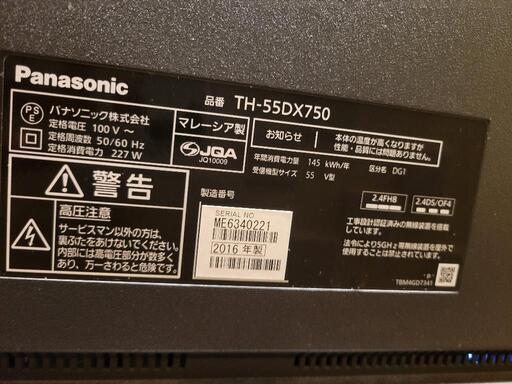 Panasonic
品番 TH-55DX750
PS
E
パナソニック株式会社
定格電圧 100 V ～
定格周波数 50/60 Hz
定格消費電力 227 W
マレーシア製
JQA
JQ10009
お知らせ
本体の温度が高くなりますが
性能・品質には問題ありません。
年間消費電力量 145 kWh/年 区分名 DG1
受信機型サイズ 55 V型
警告
高圧注意
サービスマン以外の方は、
裏ぶたをあけないでください。
内部には高電圧部分が数多く
あり、万一さわると危険です。
製造番号
SERIAL NO
ME6340221
2016 年製
2.4FH8
2.4DS/OF4
工事設計認証済みの無線装置を搭載
しています。
法令により5GHz帯無線装置を屋外で
使用することは禁止されています。
TBM4GD7341